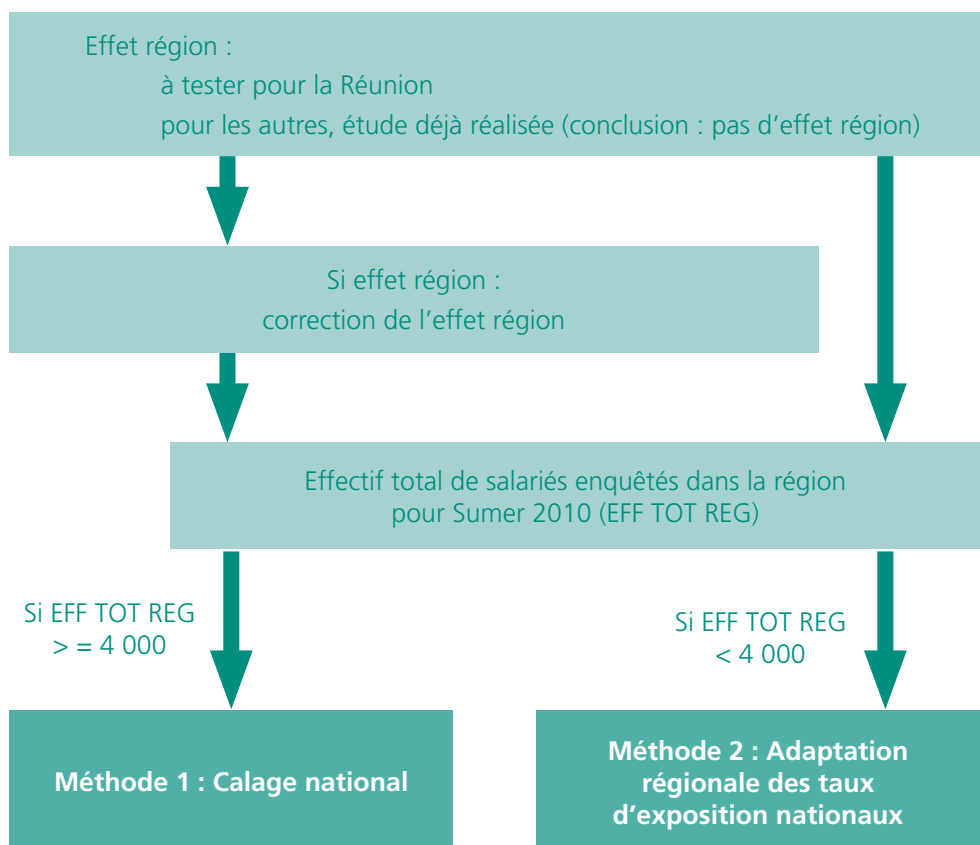 Effet région :
à tester pour la Réunion
pour les autres, étude déjà réalisée (conclusion : pas d’effet région)
Si effet région :
correction de l’effet région
Effectif total de salariés enquêtés dans la région
pour Sumer 2010 (EFF TOT REG)
Si EFF TOT REG
> = 4 000
Si EFF TOT REG
< 4 000
Méthode 1 : Calage national
Méthode 2 : Adaptation
régionale des taux
d’exposition nationaux